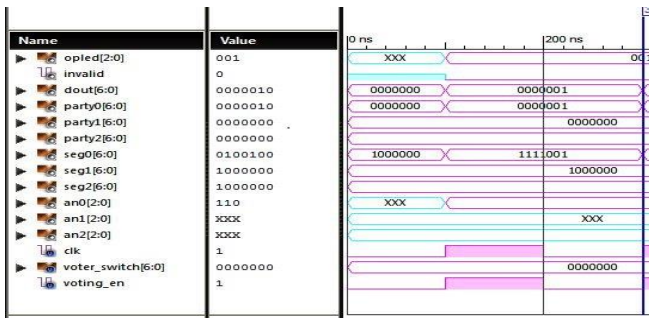 Name Value 0 ns 200 ns
opled[2:0] 001 XXX
invalid 0
dout[6:0] 0000010 0000000 0000001
party0[6:0] 0000010 0000000 0000001
party1[6:0] 0000000 0000000
party2[6:0] 0000000
seg0[6:0] 0100100 1000000 1111001
seg1[6:0] 1000000 1000000
seg2[6:0] 1000000
an0[2:0] 110 XXX
an1[2:0] XXX XXX
an2[2:0] XXX
clk 1
voter_switch[6:0] 0000000 0000000
voting_en 1